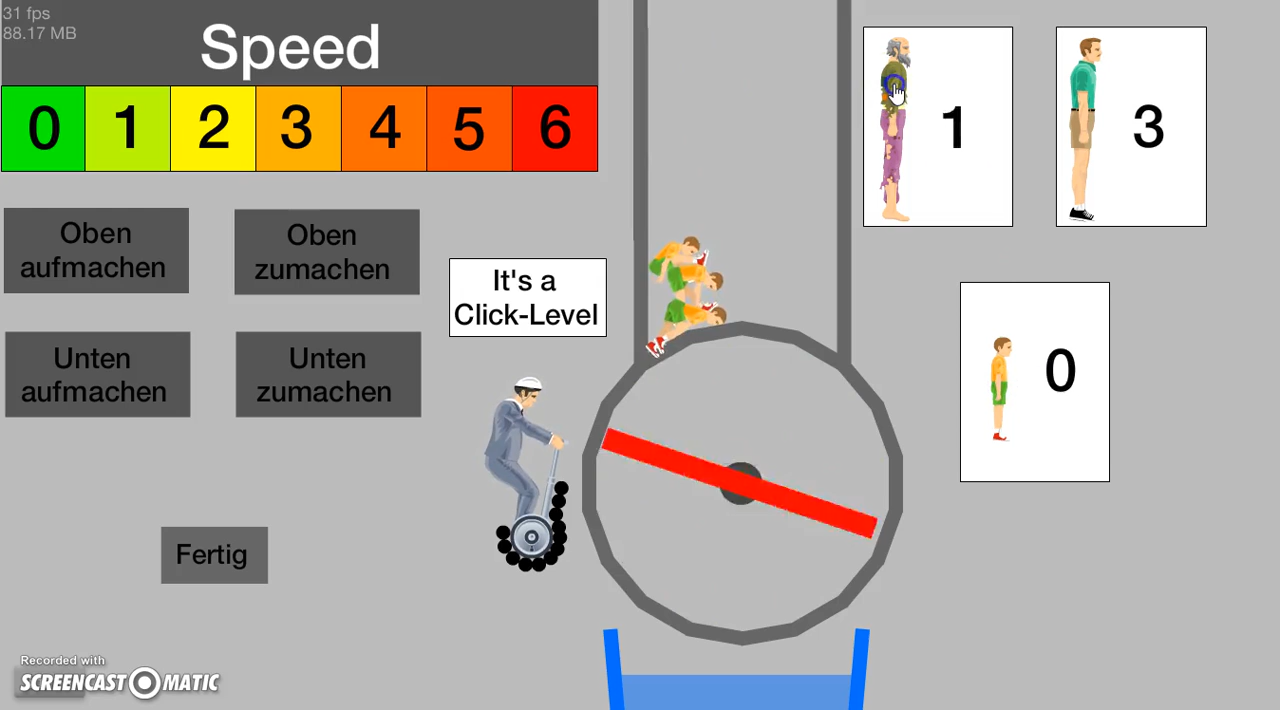 31 fps
88.17 MB
Speed
0 1 2 3 4 5 6
Oben
aufmachen
Oben
zumachen
Unten
aufmachen
Unten
zumachen
Fertig
It's a
Click-Level
1
3
0
Recorded with
SCREENCAST MATIC